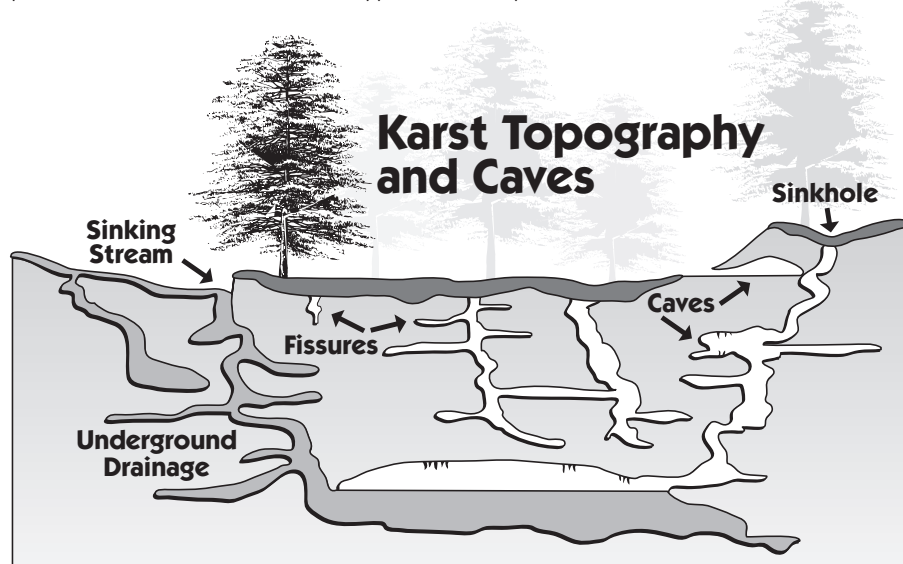 Karst Topography
and Caves
Sinkhole
Sinking
Stream
Caves
Fissures
Underground
Drainage